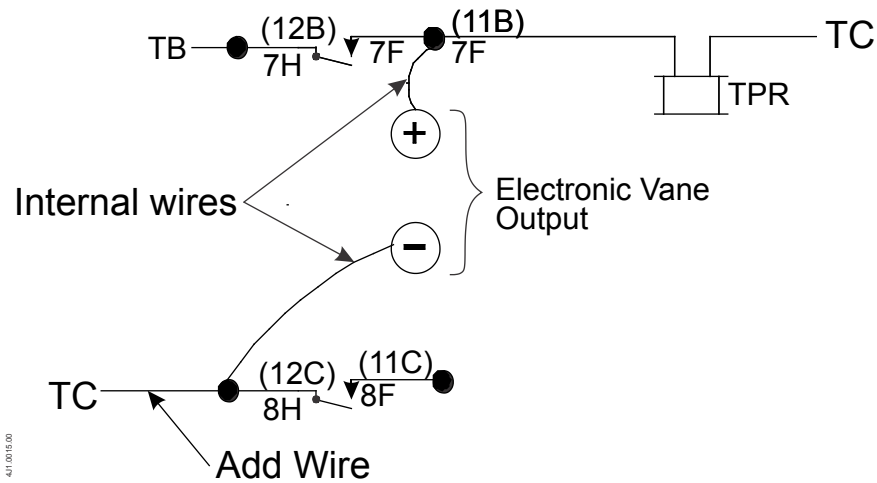 (12B)
(11B)
TB
7H
7F
7F
TC
TPR
+
Internal wires
Electronic Vane
Output
−
(12C)
(11C)
TC
8H
8F
Add Wire
4J1.0015.00